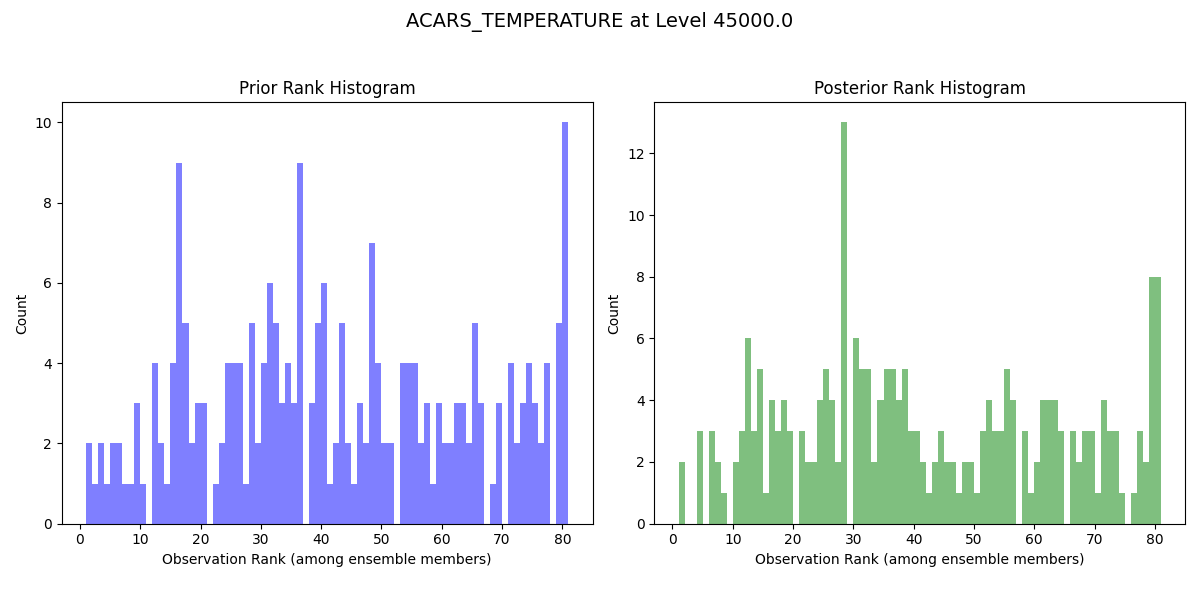 ACARS_TEMPERATURE at Level 45000.0
Prior Rank Histogram
Count
10
8
6
4
2
0
0 10 20 30 40 50 60 70 80
Observation Rank (among ensemble members)
Posterior Rank Histogram
Count
12
10
8
6
4
2
0
0 10 20 30 40 50 60 70 80
Observation Rank (among ensemble members)